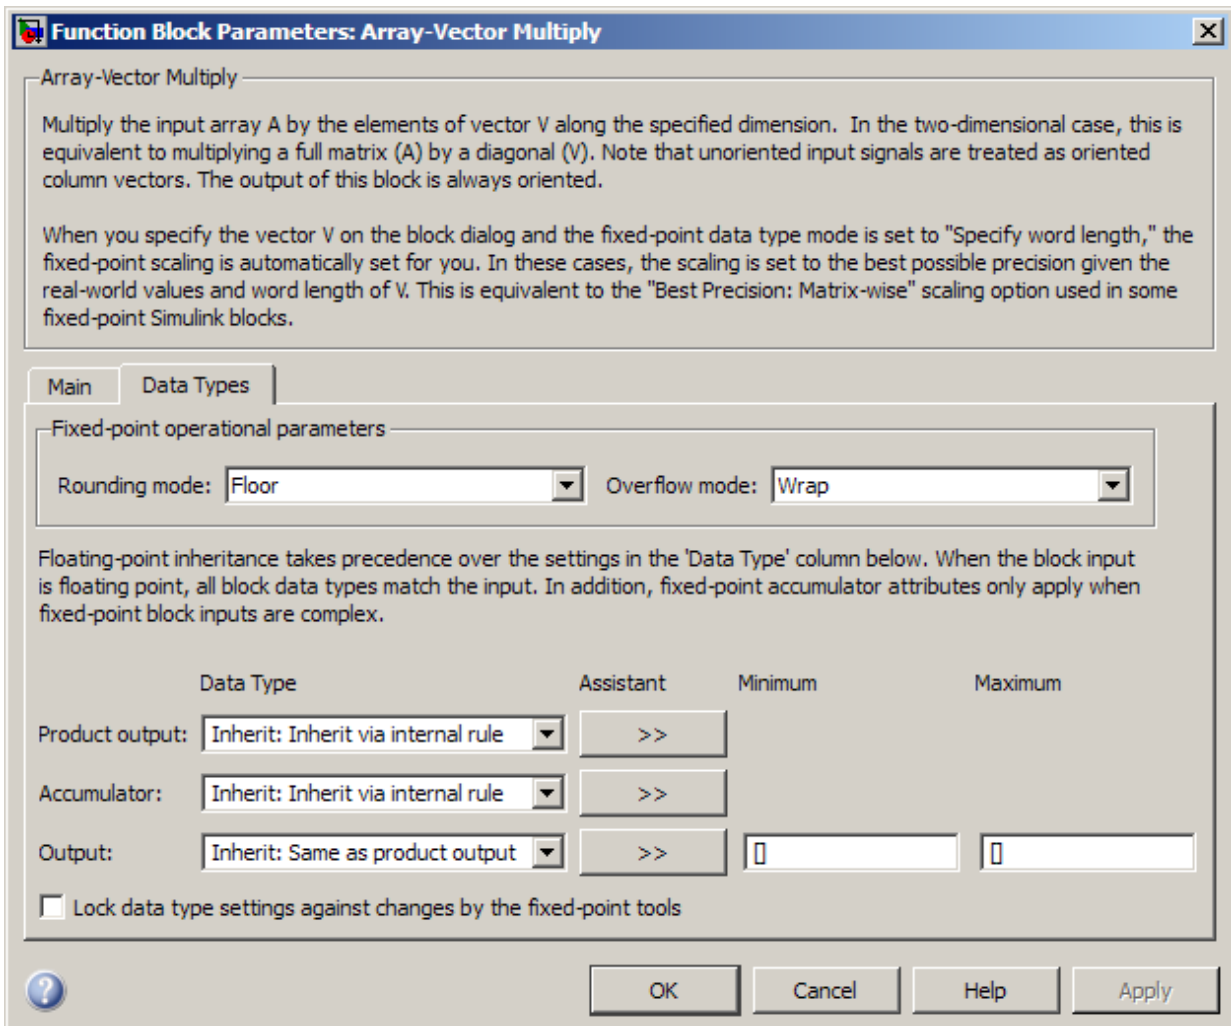 Function Block Parameters: Array-Vector Multiply
Array-Vector Multiply
Multiply the input array A by the elements of vector V along the specified dimension.  In the two-dimensional case, this is
equivalent to multiplying a full matrix (A) by a diagonal (V). Note that unoriented input signals are treated as oriented
column vectors. The output of this block is always oriented.
When you specify the vector V on the block dialog and the fixed-point data type mode is set to "Specify word length," the
fixed-point scaling is automatically set for you. In these cases, the scaling is set to the best possible precision given the
real-world values and word length of V. This is equivalent to the "Best Precision: Matrix-wise" scaling option used in some
fixed-point Simulink blocks.
Main Data Types
Fixed-point operational parameters
Rounding mode: Floor Overflow mode: Wrap
Floating-point inheritance takes precedence over the settings in the 'Data Type' column below. When the block input
is floating point, all block data types match the input. In addition, fixed-point accumulator attributes only apply when
fixed-point block inputs are complex.
Data Type Assistant Minimum Maximum
Product output: Inherit: Inherit via internal rule >>
Accumulator: Inherit: Inherit via internal rule >>
Output: Inherit: Same as product output >> [] []
Lock data type settings against changes by the fixed-point tools
? OK Cancel Help Apply